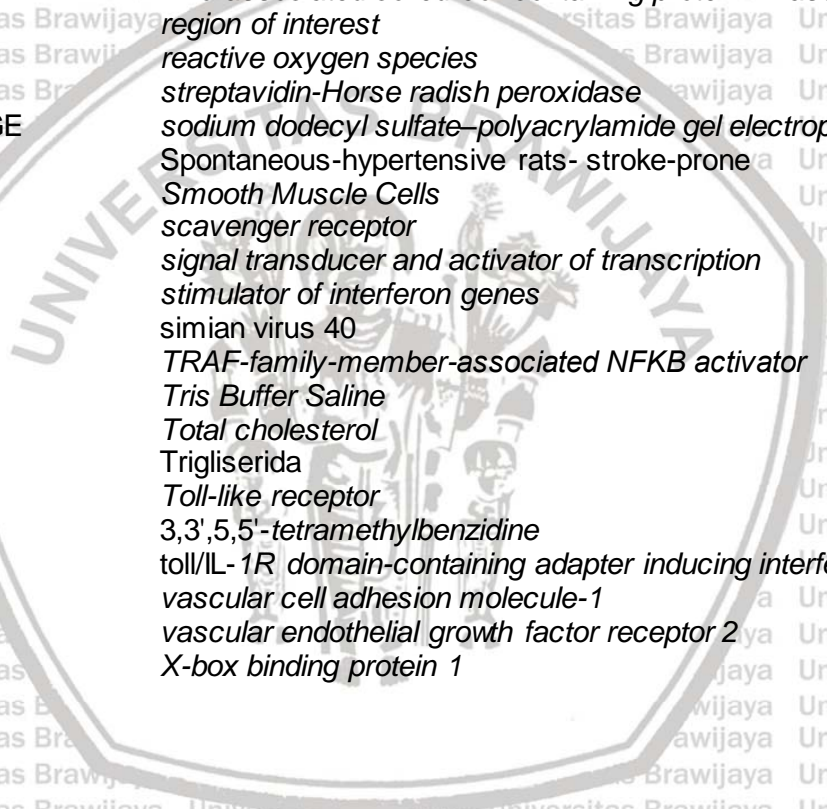 region of interest
reactive oxygen species
streptavidin-Horse radish peroxidase
GE sodium dodecyl sulfate–polyacrylamide gel electrop
Spontaneous-hypertensive rats- stroke-prone
Smooth Muscle Cells
scavenger receptor
signal transducer and activator of transcription
stimulator of interferon genes
simian virus 40
TRAF-family-member-associated NFKB activator
Tris Buffer Saline
Total cholesterol
Trigliserida
Toll-like receptor
3,3',5,5'-tetramethylbenzidine
toll/IL-1R domain-containing adapter inducing interfe
vascular cell adhesion molecule-1
vascular endothelial growth factor receptor 2
X-box binding protein 1
UNIVERSITAS BRAWIJAYA